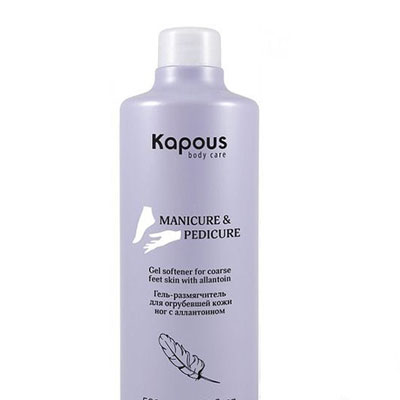 Kapous
body care
MANICURE &
PEDICURE
Gel softener for coarse
feet skin with allantoin
Гель-размягчитель
для огрубевшей кожи
ног с аллантоином